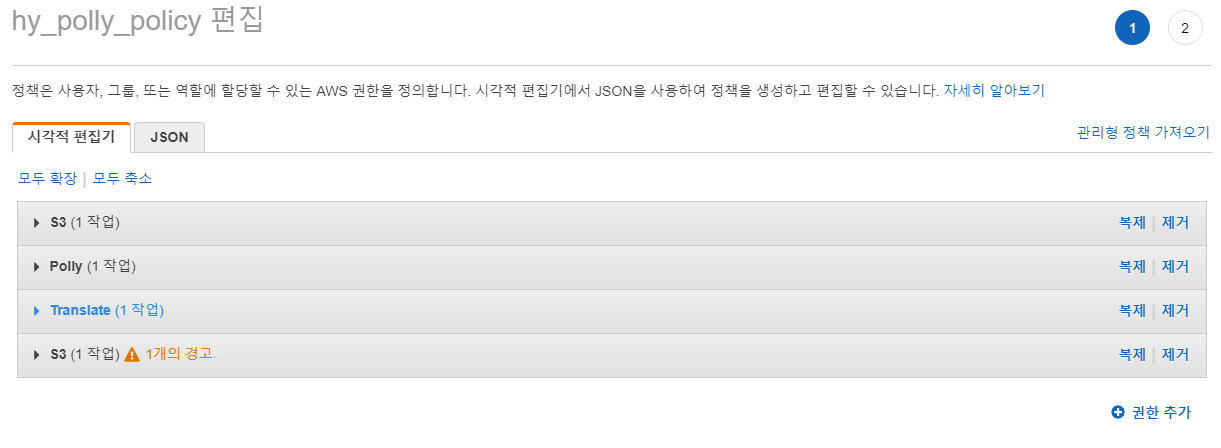 hy_polly_policy 편집
1 2
정책은 사용자, 그룹, 또는 역할에 할당할 수 있는 AWS 권한을 정의합니다. 시각적 편집기에서 JSON을 사용하여 정책을 생성하고 편집할 수 있습니다. 자세히 알아보기
시각적 편집기 JSON 관리형 정책 가져오기
모두 확장 | 모두 축소
S3 (1 작업) 복제 | 제거
Polly (1 작업) 복제 | 제거
Translate (1 작업) 복제 | 제거
S3 (1 작업) 1개의 경고 복제 | 제거
권한 추가